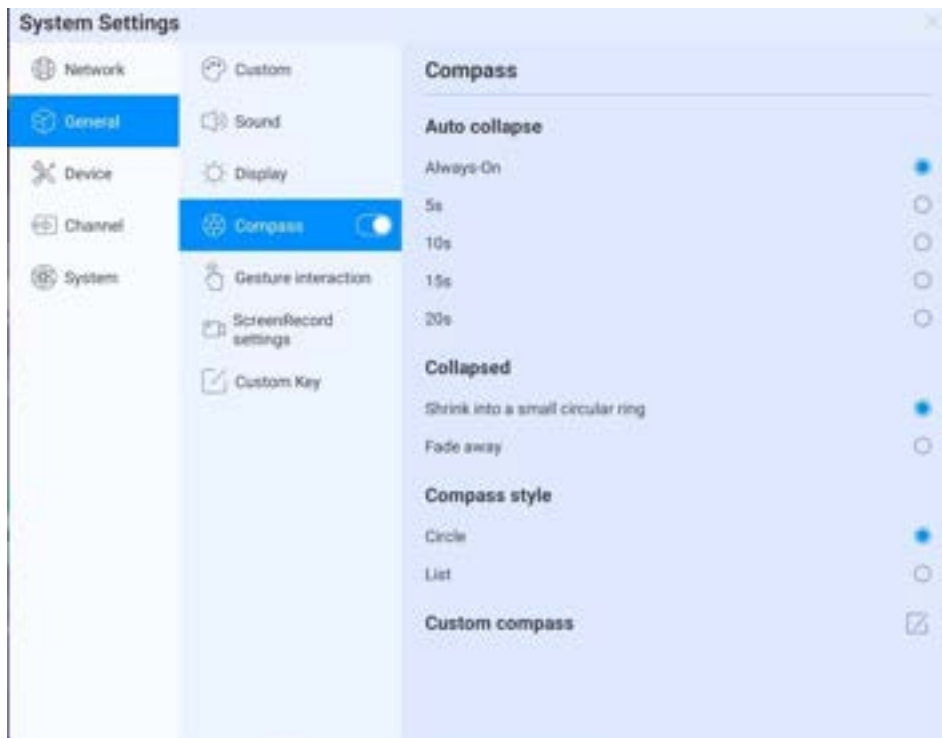 System Settings
Network
General
Device
Channel
System
Custom
Sound
Display
Compass
Gesture interaction
ScreenRecord
settings
Custom Key
Compass
Auto collapse
Always-On
5s
10s
15s
20s
Collapsed
Shrink into a small circular ring
Fade away
Compass style
Circle
List
Custom compass